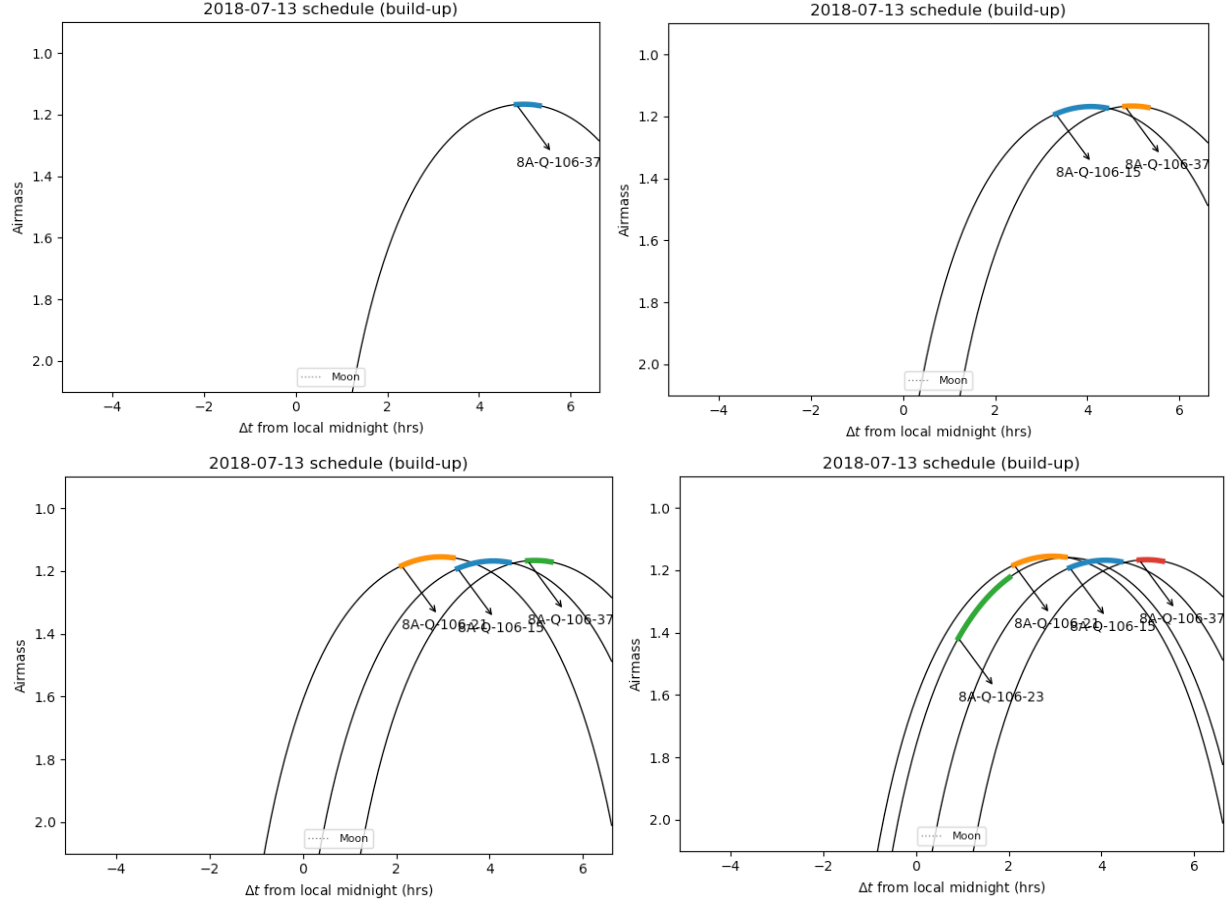 2018-07-13 schedule (build-up)
Airmass
1.0
1.2
1.4
1.6
1.8
2.0
8A-Q-106-37
Moon
−4
−2
0
2
4
6
Δt from local midnight (hrs)
2018-07-13 schedule (build-up)
Airmass
1.0
1.2
1.4
1.6
1.8
2.0
8A-Q-106-15
8A-Q-106-37
Moon
−4
−2
0
2
4
6
Δt from local midnight (hrs)
2018-07-13 schedule (build-up)
Airmass
1.0
1.2
1.4
1.6
1.8
2.0
8A-Q-106-21
8A-Q-106-15
8A-Q-106-37
Moon
−4
−2
0
2
4
6
Δt from local midnight (hrs)
2018-07-13 schedule (build-up)
Airmass
1.0
1.2
1.4
1.6
1.8
2.0
8A-Q-106-21
8A-Q-106-15
8A-Q-106-37
8A-Q-106-23
Moon
−4
−2
0
2
4
6
Δt from local midnight (hrs)